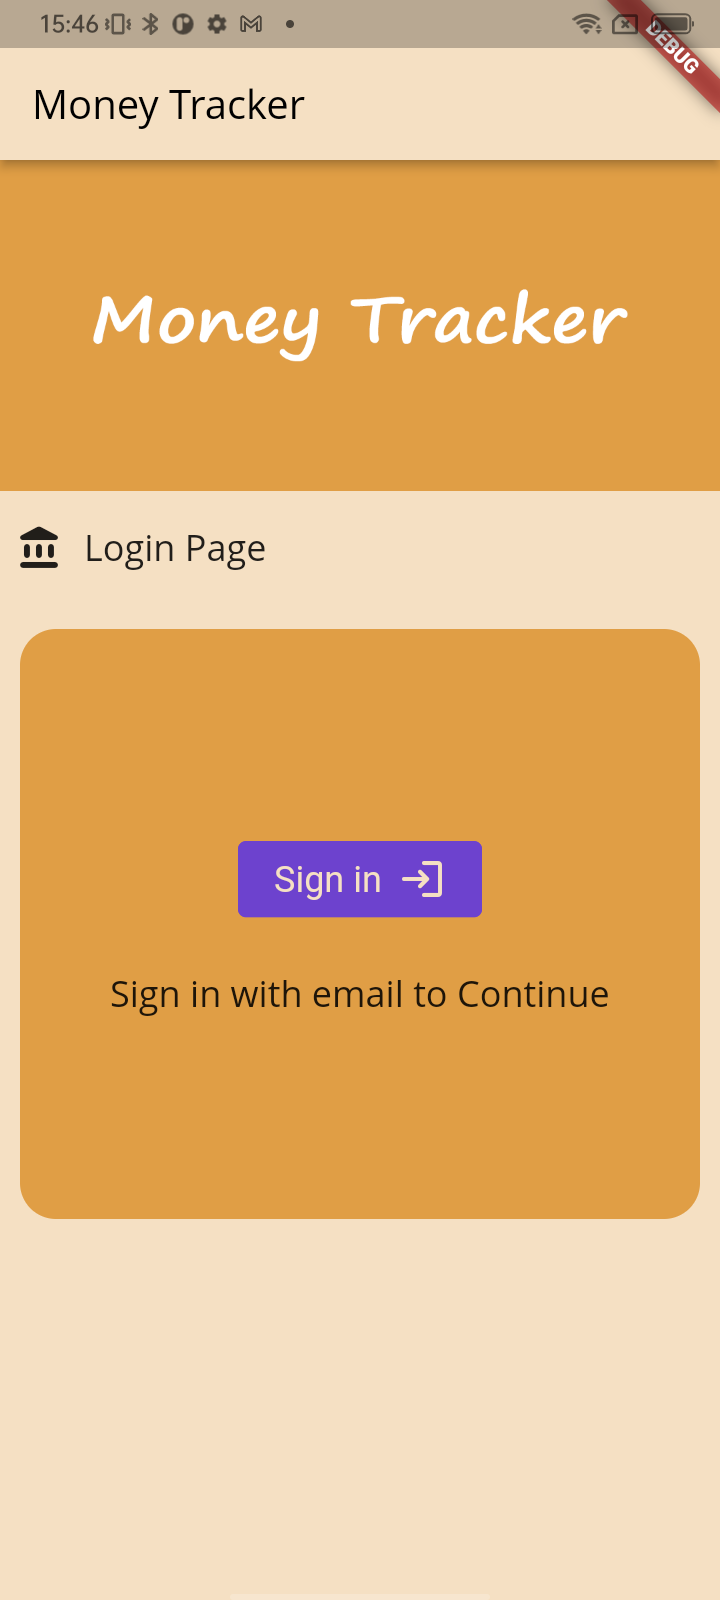 15:46
DEBUG
Money Tracker
Money Tracker
Login Page
Sign in
Sign in with email to Continue